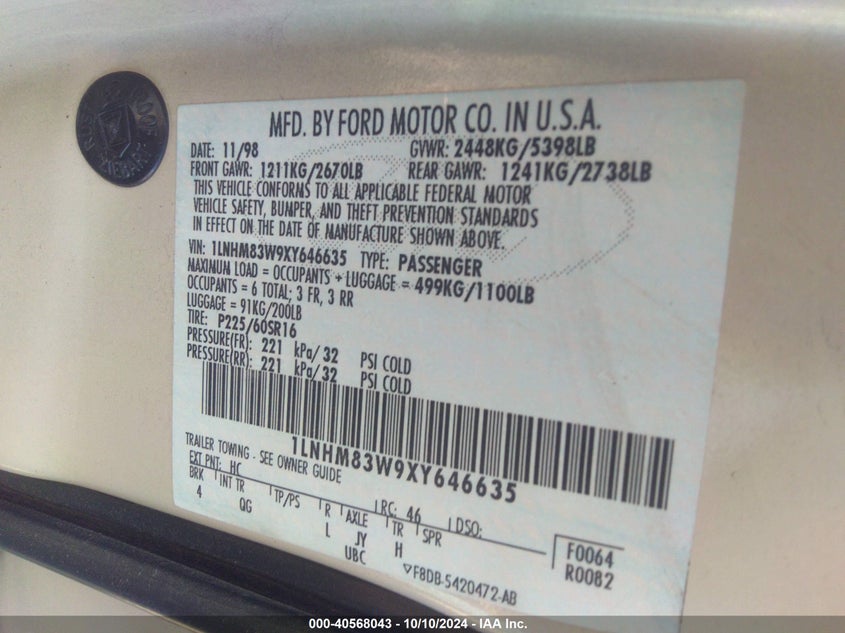 MFD. BY FORD MOTOR CO. IN U.S.A.
DATE: 11/98 GVWR: 2448KG/5398LB
FRONT GAWR: 1211KG/2670LB REAR GAWR: 1241KG/2738LB
THIS VEHICLE CONFORMS TO ALL APPLICABLE FEDERAL MOTOR
VEHICLE SAFETY, BUMPER, AND THEFT PREVENTION STANDARDS
IN EFFECT ON THE DATE OF MANUFACTURE SHOWN ABOVE.
VIN: 1LNHM83W9XY646635 TYPE: PASSENGER
MAXIMUM LOAD = OCCUPANTS + LUGGAGE = 499KG/1100LB
OCCUPANTS = 6 TOTAL; 3 FR, 3 RR
LUGGAGE = 91KG/200LB
TIRE: P225/60SR16
PRESSURE(FR): 221 kPa/32 PSI COLD
PRESSURE(RR): 221 kPa/32 PSI COLD
1LNHM83W9XY646635
TRAILER TOWING - SEE OWNER GUIDE
EXT PNT: HC RC: 46 DSO:
BRK INT TR TP/PS R AXLE TR SPR
4 QG L JY H
UBC
F0064
R0082
▽F8DB-5420472-AB
000-40568043 - 10/10/2024 - IAA Inc.